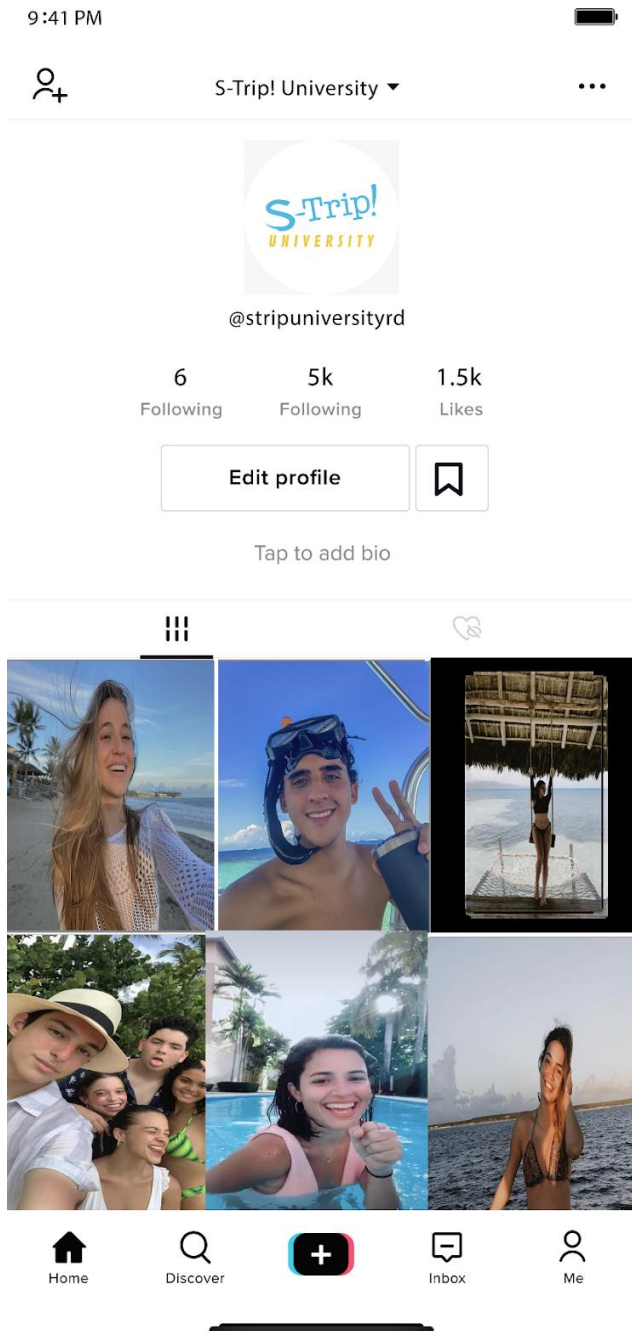 9:41 PM
S-Trip! University
S-Trip!
UNIVERSITY
@stripuniversityrd
6 5k 1.5k
Following Following Likes
Edit profile
Tap to add bio
Home Discover Inbox Me